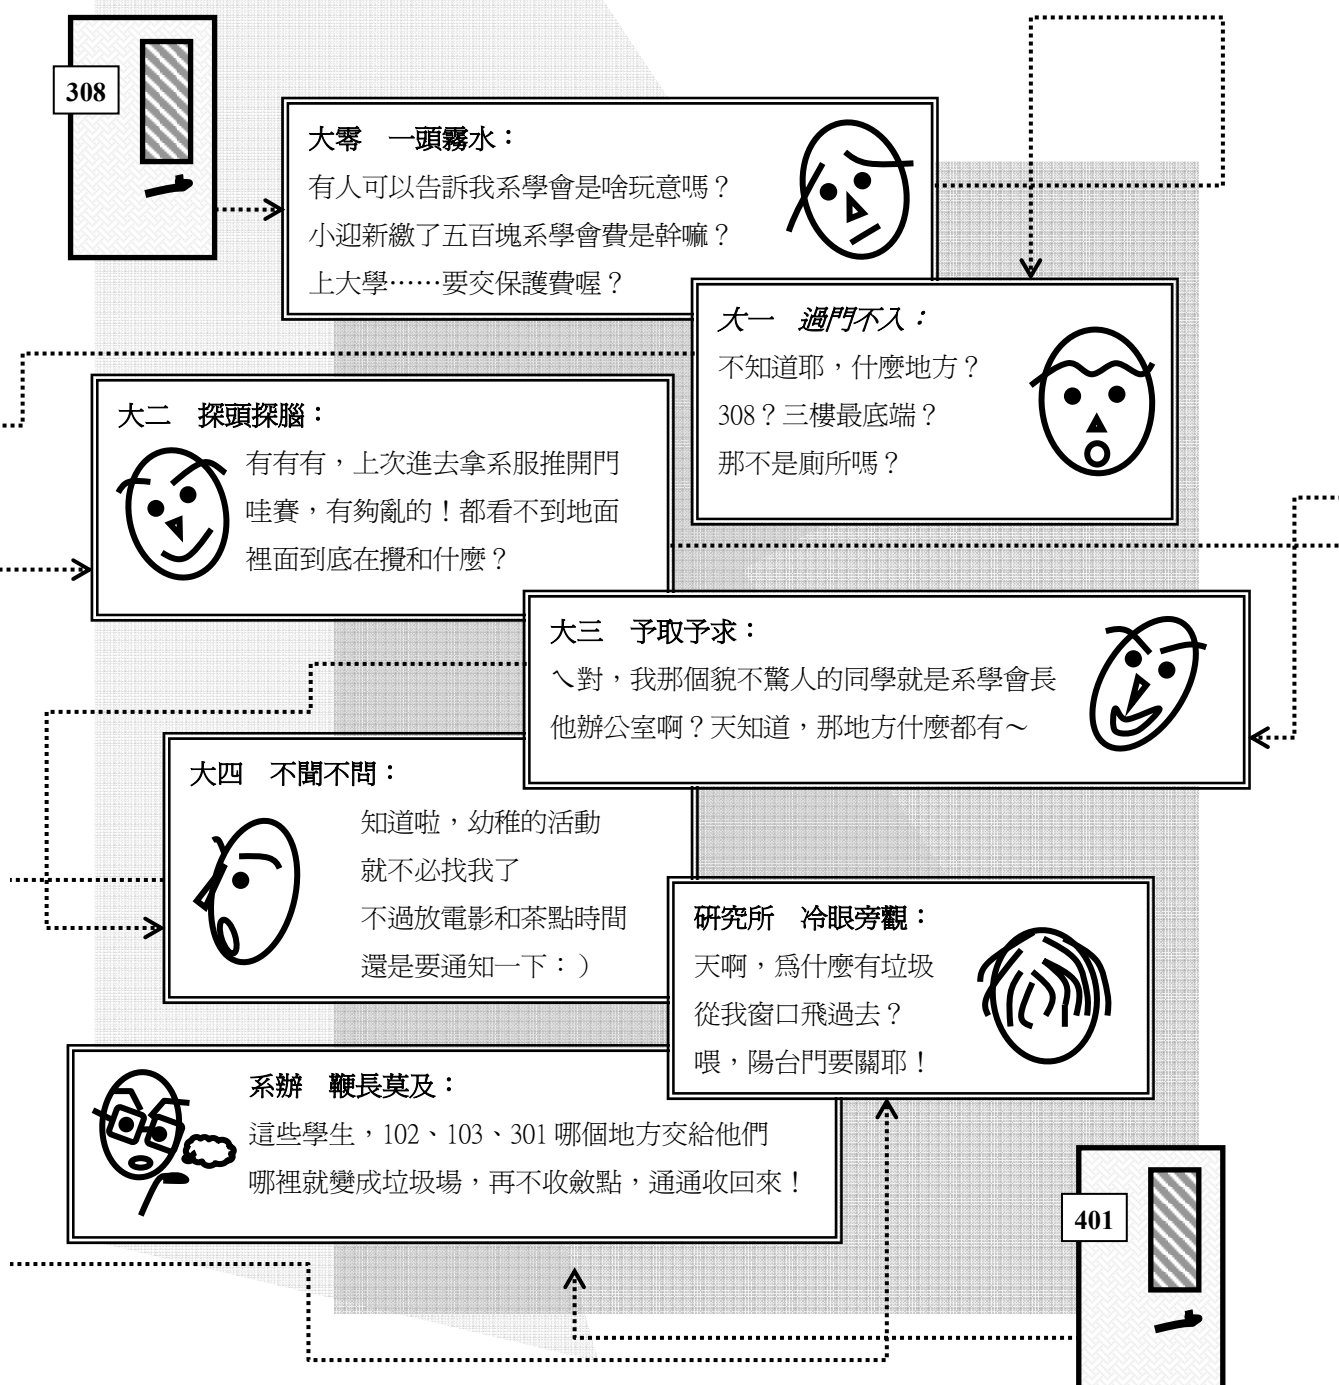 308
大零　一頭霧水：
有人可以告訴我系學會是啥玩意嗎？
小迎新繳了五百塊系學會費是幹嘛？
上大學……要交保護費喔？
大一　過門不入：
不知道耶，什麼地方？
308？三樓最底端？
那不是廁所嗎？
大二　探頭探腦：
有有有，上次進去拿系服推開門
哇賽，有夠亂的！都看不到地面
裡面到底在攪和什麼？
大三　予取予求：
ㄟ對，我那個貌不驚人的同學就是系學會長
他辦公室啊？天知道，那地方什麼都有～
大四　不聞不問：
知道啦，幼稚的活動
就不必找我了
不過放電影和茶點時間
還是要通知一下：）
研究所　冷眼旁觀：
天啊，為什麼有垃圾
從我窗口飛過去？
喂，陽台門要關耶！
系辦　鞭長莫及：
這些學生，102、103、301 哪個地方交給他們
哪裡就變成垃圾場，再不收斂點，通通收回來！
401